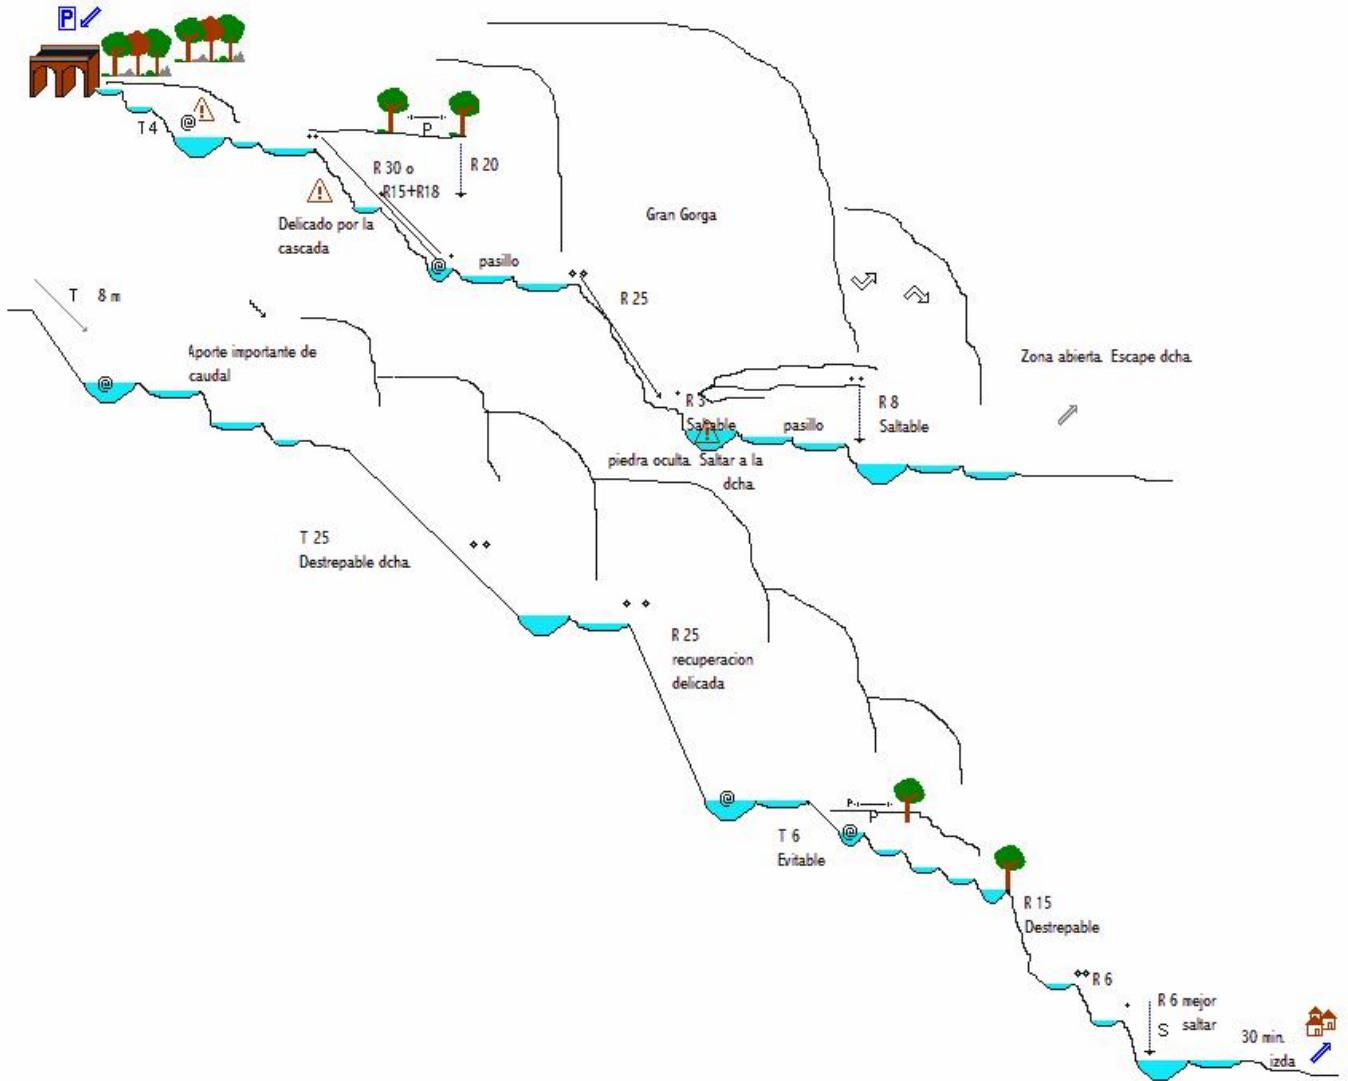 P
T4
P
R 30 o
R15+R18
R 20
Delicado por la
cascada
pasillo
Gran Gorga
R 25
T 8 m
Aporte importante de
caudal
Zona abierta. Escape dcha.
R 3
Saltable
pasillo
R 8
Saltable
piedra oculta. Saltar a la
dcha.
T 25
Destrepable dcha.
R 25
recuperacion
delicada
P
P
T 6
Evitable
R 15
Destrepable
R 6
R 6 mejor
saltar
S
30 min.
izda